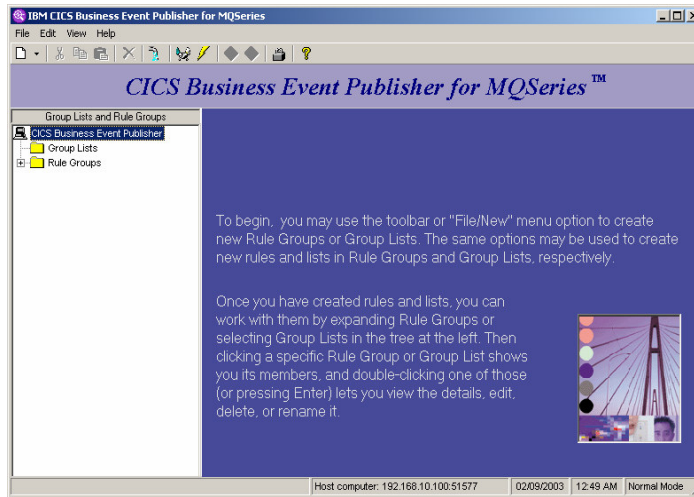 IBM CICS Business Event Publisher for MQSeries
File Edit View Help
CICS Business Event Publisher for MQSeries™
Group Lists and Rule Groups
CICS Business Event Publisher
Group Lists
Rule Groups
To begin, you may use the toolbar or "File/New" menu option to create
new Rule Groups or Group Lists. The same options may be used to create
new rules and lists in Rule Groups and Group Lists, respectively.
Once you have created rules and lists, you can
work with them by expanding Rule Groups or
selecting Group Lists in the tree at the left. Then
clicking a specific Rule Group or Group List shows
you its members, and double-clicking one of those
(or pressing Enter) lets you view the details, edit,
delete, or rename it.
Host computer: 192.168.10.100:51577 02/09/2003 12:49 AM Normal Mode